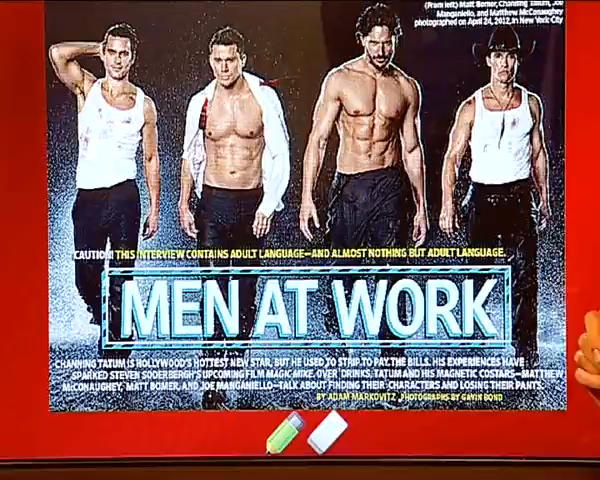 (From left) Matt Bomer, Channing Tatum, Joe
Manganiello, and Matthew McConaughey
photographed on April 24, 2012, in New York City
CAUTION! THIS INTERVIEW CONTAINS ADULT LANGUAGE—AND ALMOST NOTHING BUT ADULT LANGUAGE.
MEN AT WORK
CHANNING TATUM IS HOLLYWOOD'S HOTTEST NEW STAR, BUT HE USED TO STRIP TO PAY THE BILLS. HIS EXPERIENCES HAVE
SPARKED STEVEN SODERBERGH'S UPCOMING FILM MAGIC MIKE. OVER DRINKS, TATUM AND HIS MAGNETIC COSTARS—MATTHEW
McCONAUGHEY, MATT BOMER, AND JOE MANGANIELLO—TALK ABOUT FINDING THEIR CHARACTERS AND LOSING THEIR PANTS.
BY ADAM MARKOVITZ PHOTOGRAPHS BY GAVIN BOND